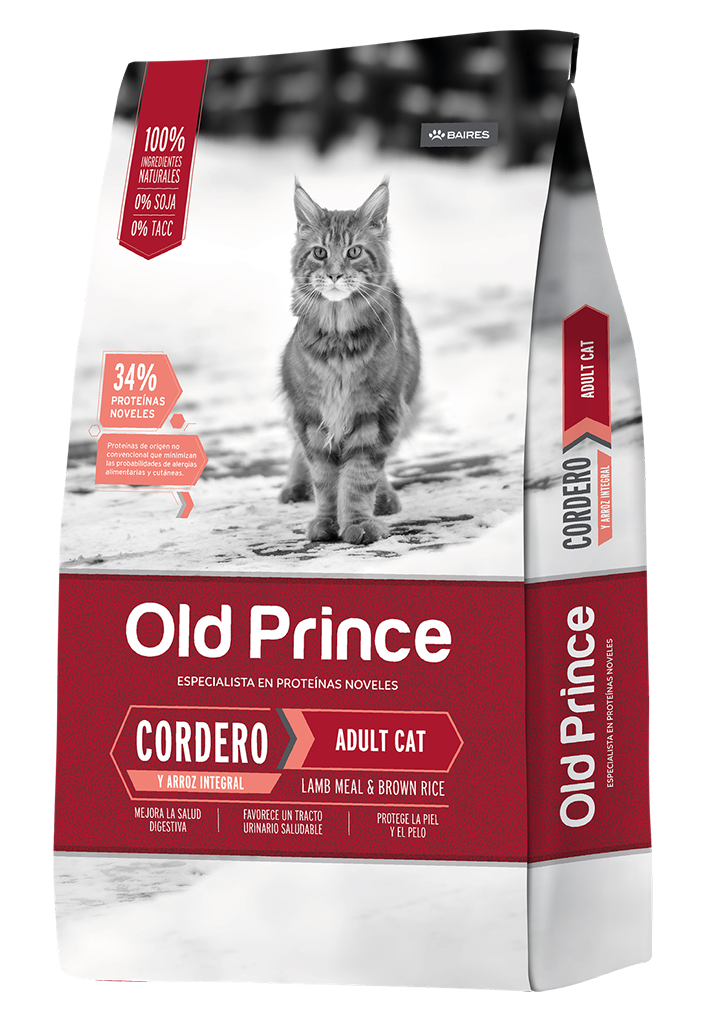 BAIRES
100%
INGREDIENTES
NATURALES
0% SOJA
0% TACC
34%
PROTEÍNAS
NOVELES
Proteínas de origen no
convencional que minimizan
las probabilidades de alergias
alimentarias y cutáneas.
Old Prince
ESPECIALISTA EN PROTEÍNAS NOVELES
CORDERO
Y ARROZ INTEGRAL
ADULT CAT
LAMB MEAL & BROWN RICE
MEJORA LA SALUD
DIGESTIVA
FAVORECE UN TRACTO
URINARIO SALUDABLE
PROTEGE LA PIEL
Y EL PELO
ADULT CAT
CORDERO
Y ARROZ INTEGRAL
Old Prince
ESPECIALISTA EN PROTEÍNAS NOVELES